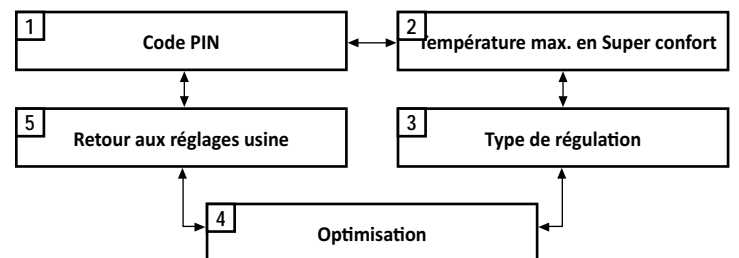 1
Code PIN
2
Température max. en Super confort
5
Retour aux réglages usine
3
Type de régulation
4
Optimisation